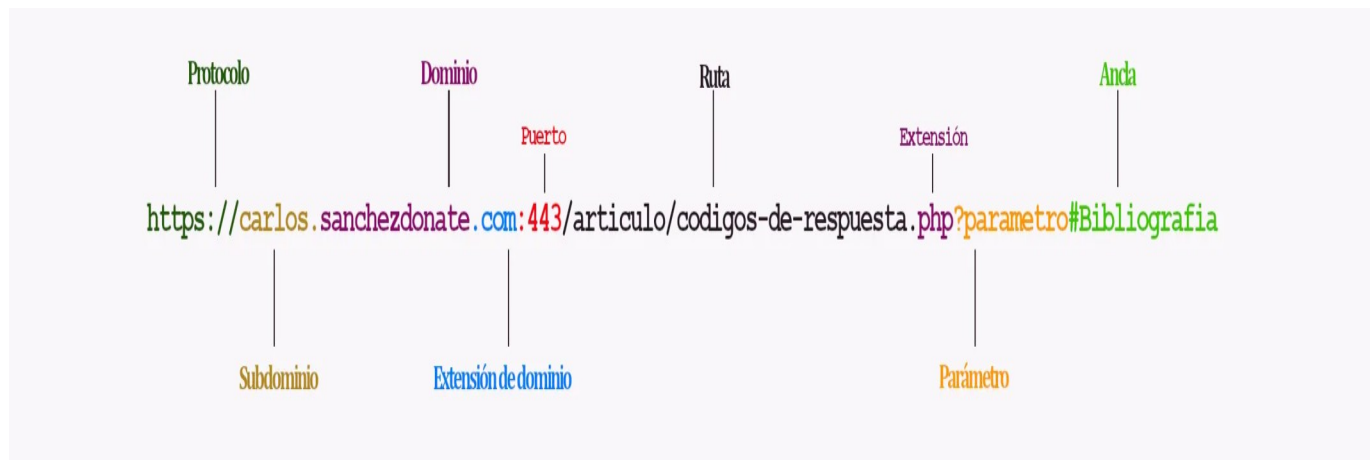 Protocolo Dominio Ruta Ancla
Puerto Extensión
https://carlos.sanchezdonate.com:443/articulo/codigos-de-respuesta.php?parametro#Bibliografia
Subdominio Extensión de dominio Parámetro